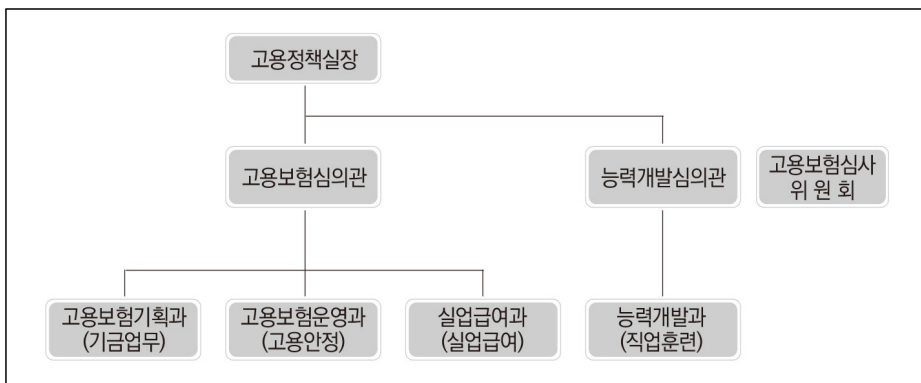 고용정책실장
고용보험심의관
능력개발심의관
고용보험심사
위 원 회
고용보험기획과
(기금업무)
고용보험운영과
(고용안정)
실업급여과
(실업급여)
능력개발과
(직업훈련)